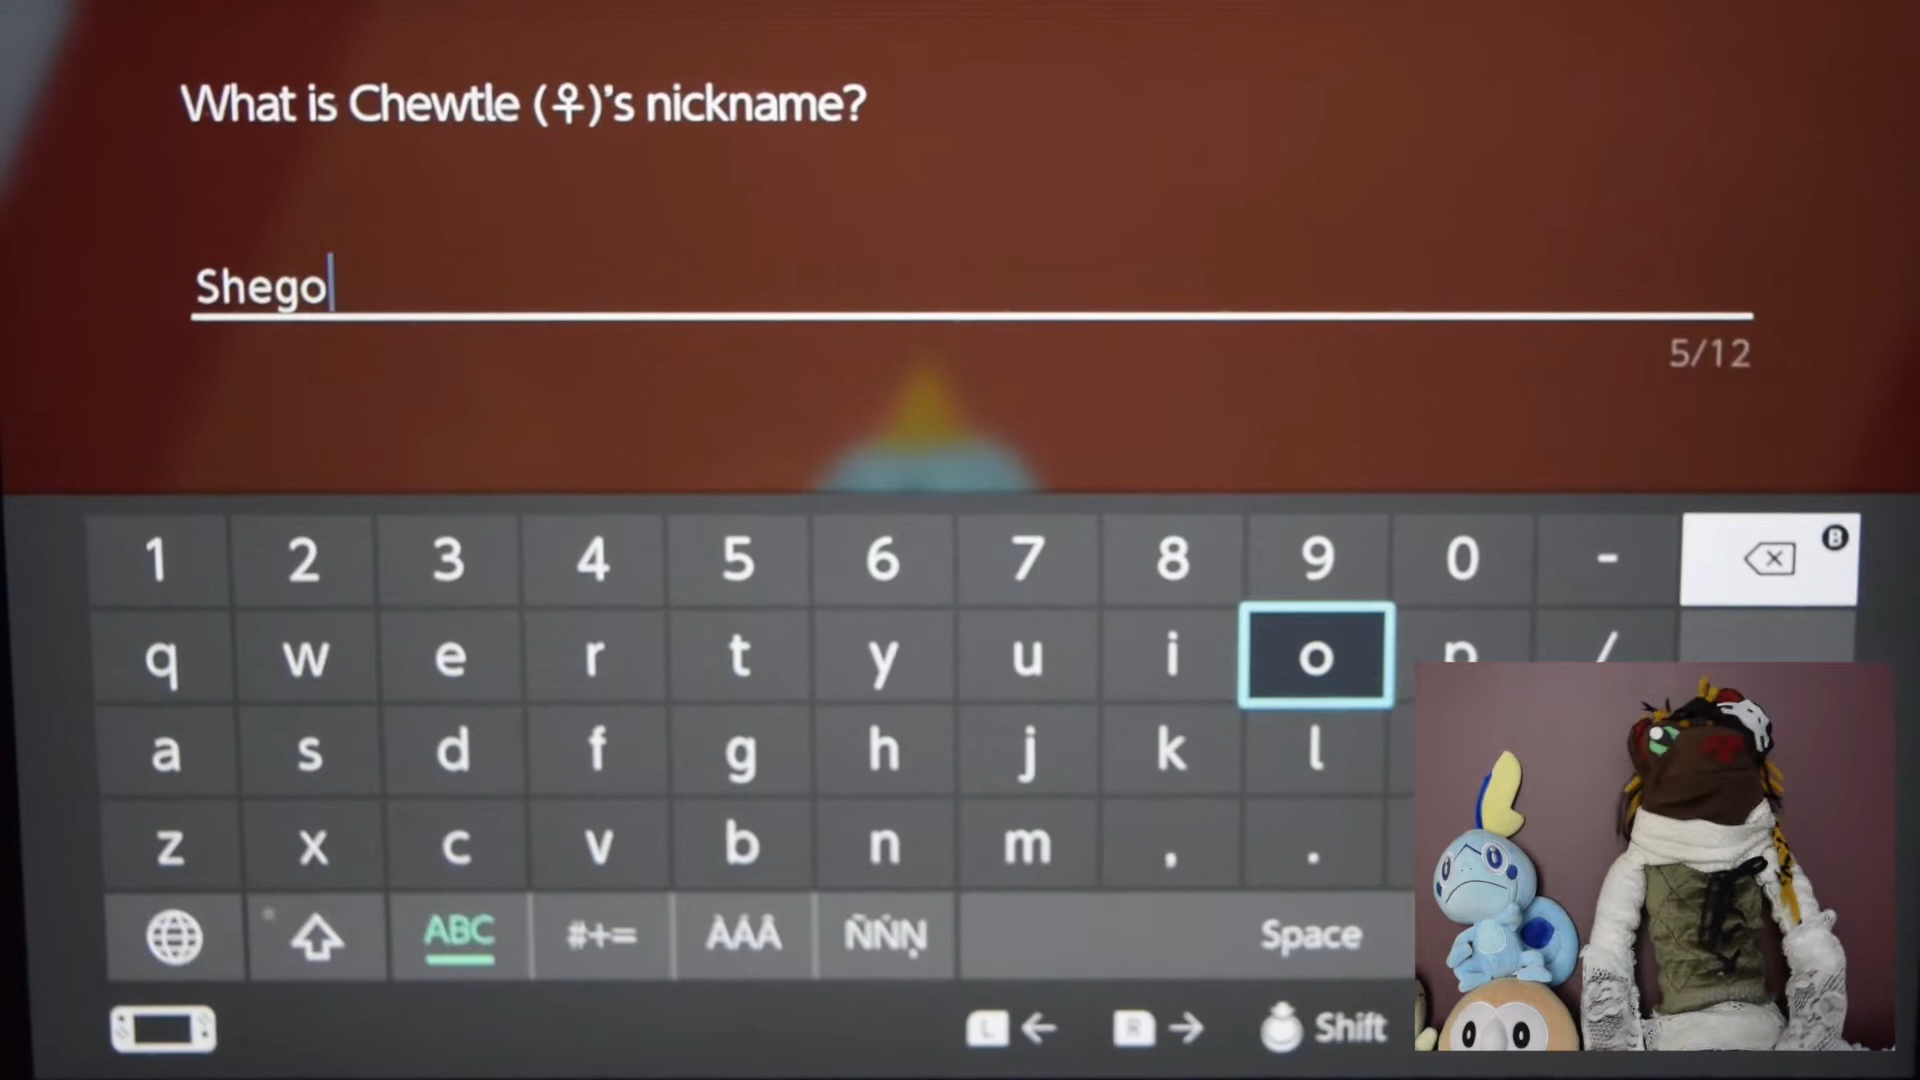 What is Chewtle (♀)'s nickname?
Shego
5/12
1 2 3 4 5 6 7 8 9 0 - B
q w e r t y u i o p /
a s d f g h j k l
z x c v b n m , .
ABC #+= ÀÁÂ ÑŃŅ Space
L ← R → Shift